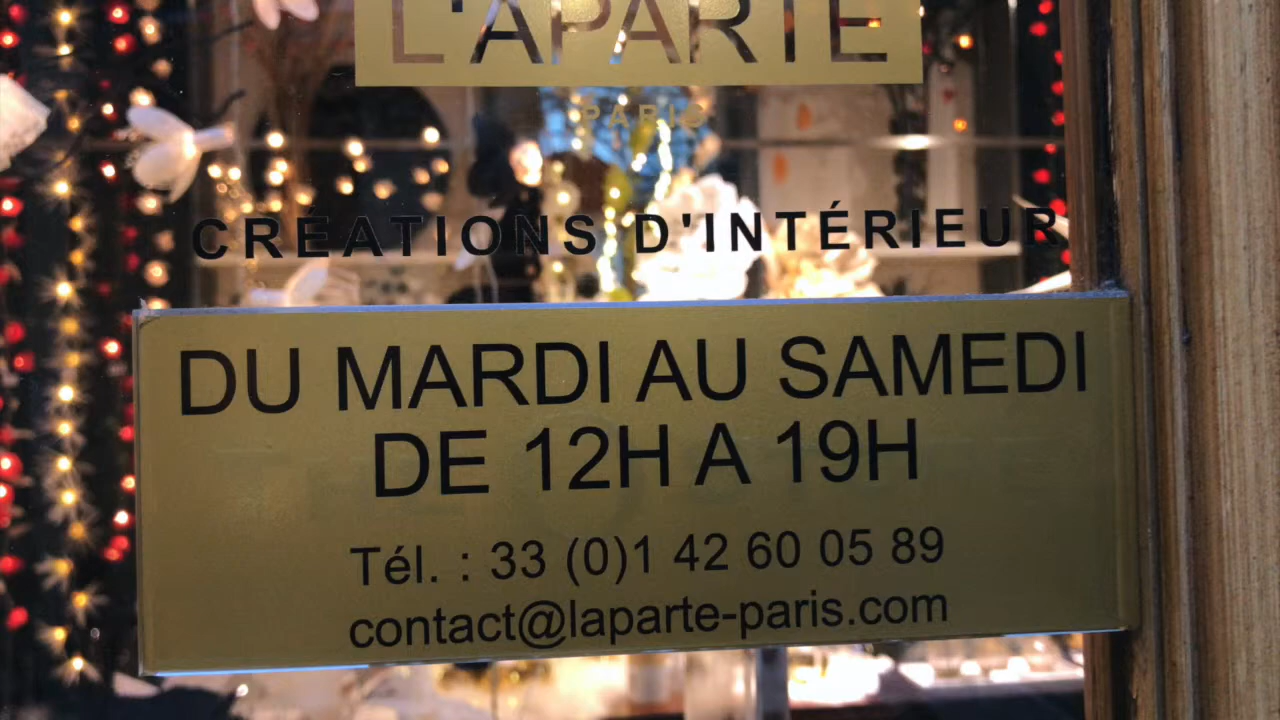 L'APARTE
PARIS
CRÉATIONS D'INTÉRIEUR
DU MARDI AU SAMEDI
DE 12H A 19H
Tél. : 33 (0)1 42 60 05 89
contact@laparte-paris.com